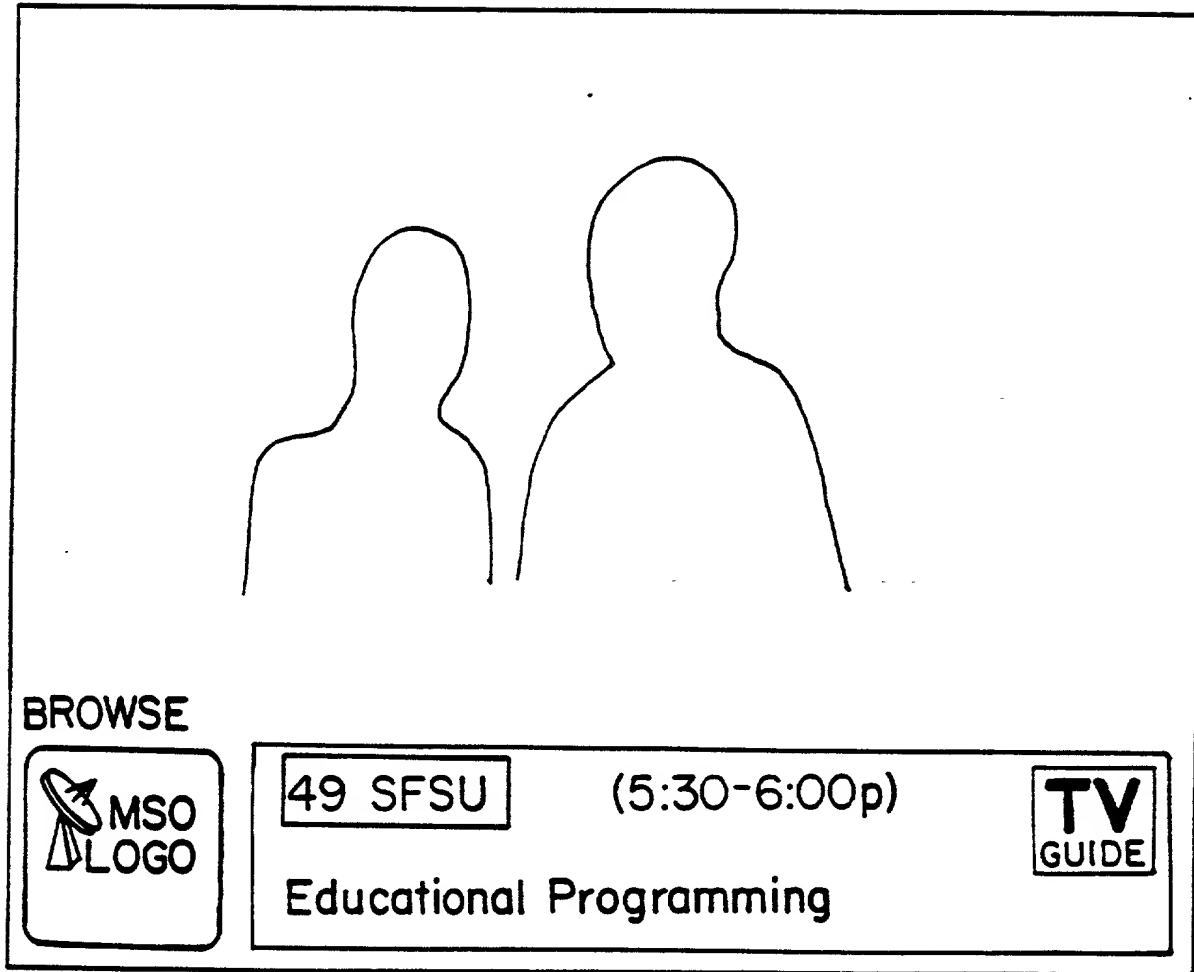 BROWSE
MSO
LOGO
49 SFSU (5:30-6:00p)
Educational Programming
TV
GUIDE